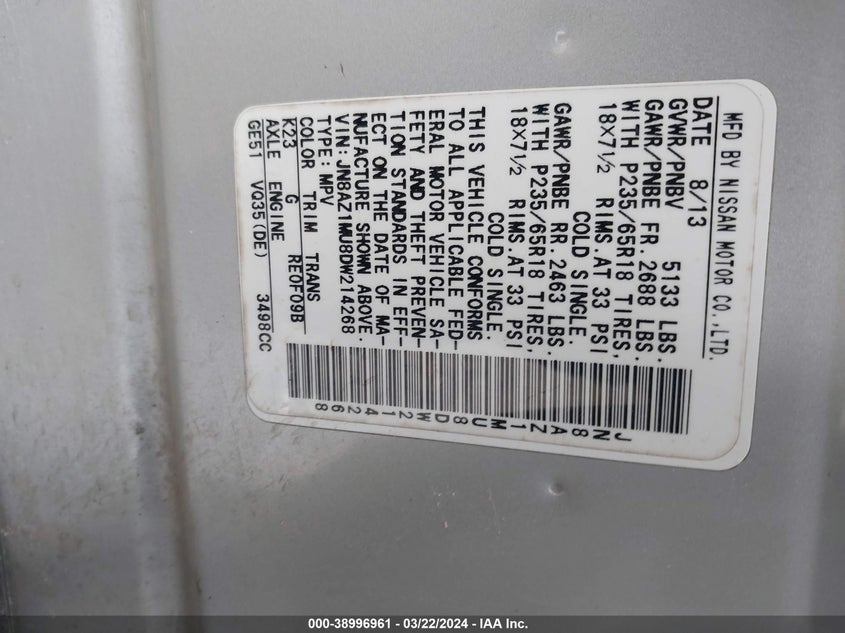 MFD BY NISSAN MOTOR CO.,LTD.
DATE 8/13
GVWR/PNBV 5133 LBS.
GAWR/PNBE FR. 2688 LBS.
WITH P235/65R18 TIRES,
18X7½ RIMS.AT 33 PSI
COLD SINGLE.
GAWR/PNBE RR. 2463 LBS.
WITH P235/65R18 TIRES,
18X7½ RIMS.AT 33 PSI
COLD SINGLE.
THIS VEHICLE CONFORMS
TO ALL APPLICABLE FED-
ERAL MOTOR VEHICLE SA-
FETY AND THEFT PREVEN-
TION STANDARDS IN EFF-
ECT ON THE DATE OF MA-
NUFACTURE SHOWN ABOVE.
VIN:JN8AZ1MU8DW214268
TYPE:MPV
COLOR TRIM TRANS
K23 G RE0F09B
AXLE ENGINE
GE51 VQ35(DE) 3498CC
JN8AZ1MU8DW214268
000-38996961 - 03/22/2024 - IAA Inc.